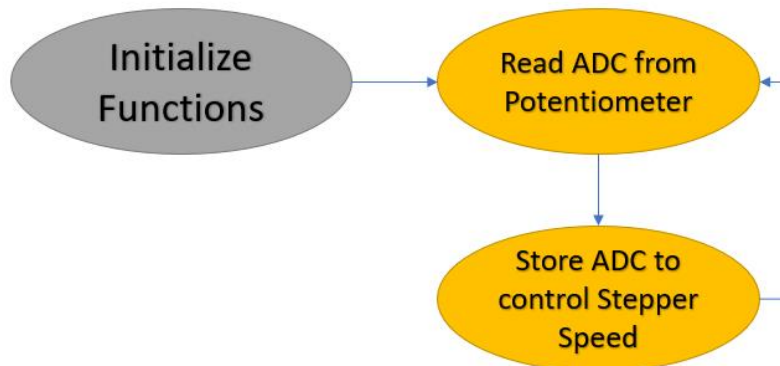 Initialize
Functions
Read ADC from
Potentiometer
Store ADC to
control Stepper
Speed